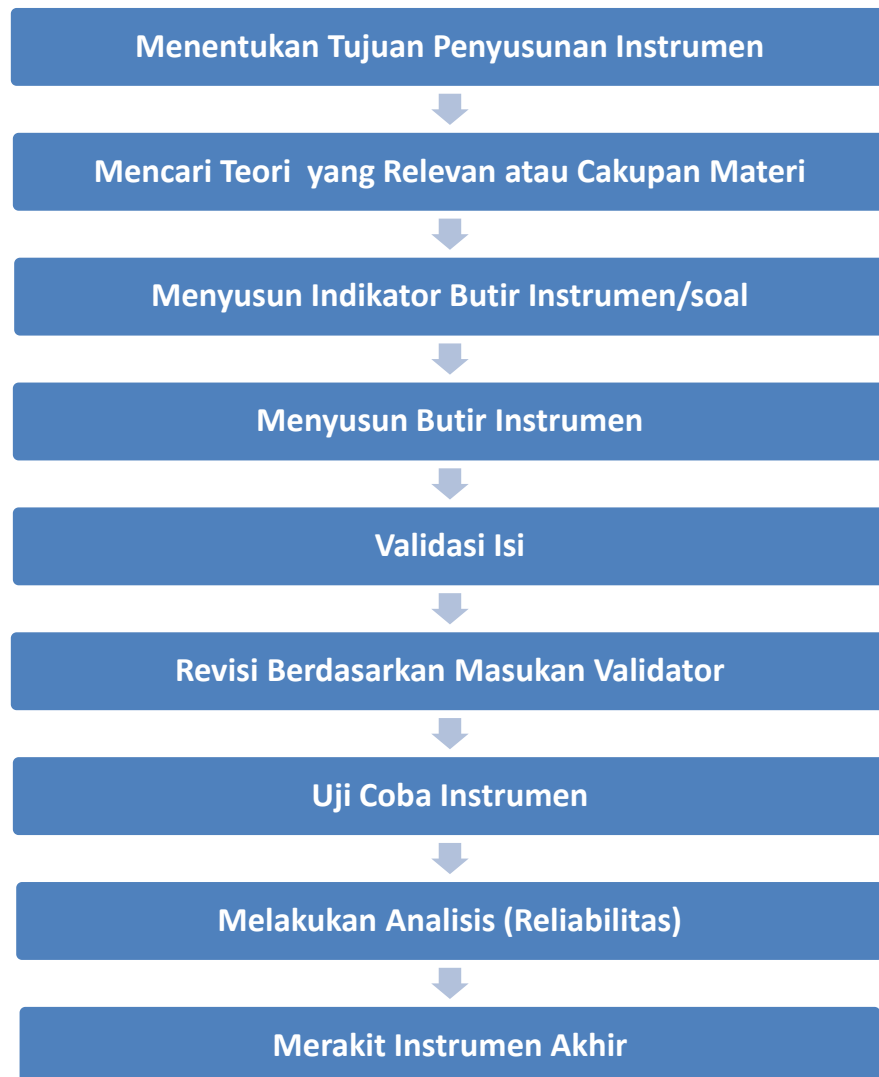 Menentukan Tujuan Penyusunan Instrumen
Mencari Teori yang Relevan atau Cakupan Materi
Menyusun Indikator Butir Instrumen/soal
Menyusun Butir Instrumen
Validasi Isi
Revisi Berdasarkan Masukan Validator
Uji Coba Instrumen
Melakukan Analisis (Reliabilitas)
Merakit Instrumen Akhir